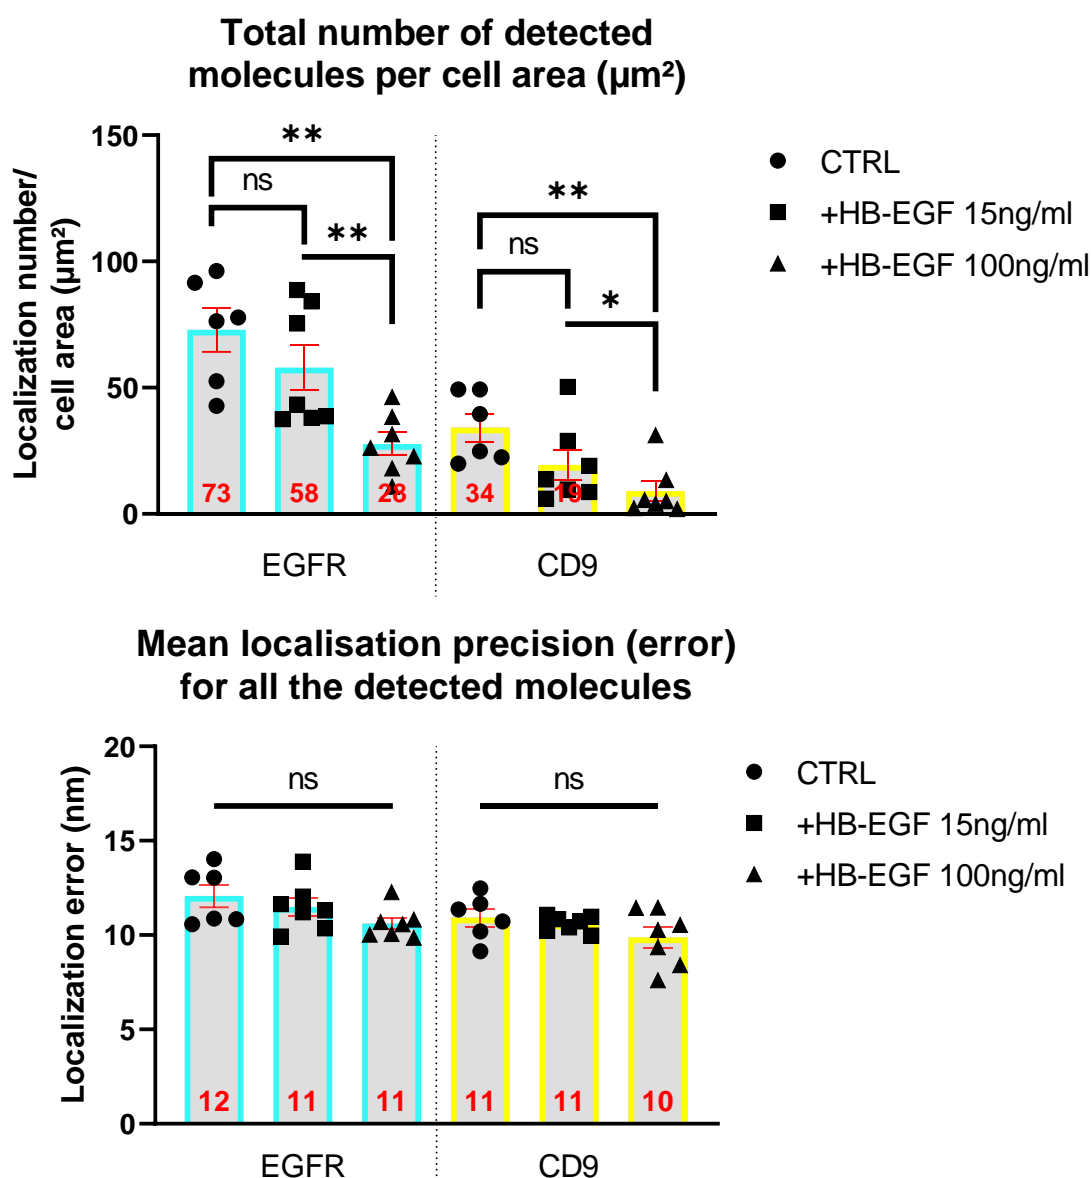 Total number of detected
molecules per cell area (µm²)
Localization number/
cell area (µm²)
150
100
50
0
**
ns
**
**
ns
*
73
58
28
34
19
EGFR
CD9
CTRL
+HB-EGF 15ng/ml
+HB-EGF 100ng/ml
Mean localisation precision (error)
for all the detected molecules
Localization error (nm)
20
15
10
5
0
ns
ns
12
11
11
11
11
10
EGFR
CD9
CTRL
+HB-EGF 15ng/ml
+HB-EGF 100ng/ml